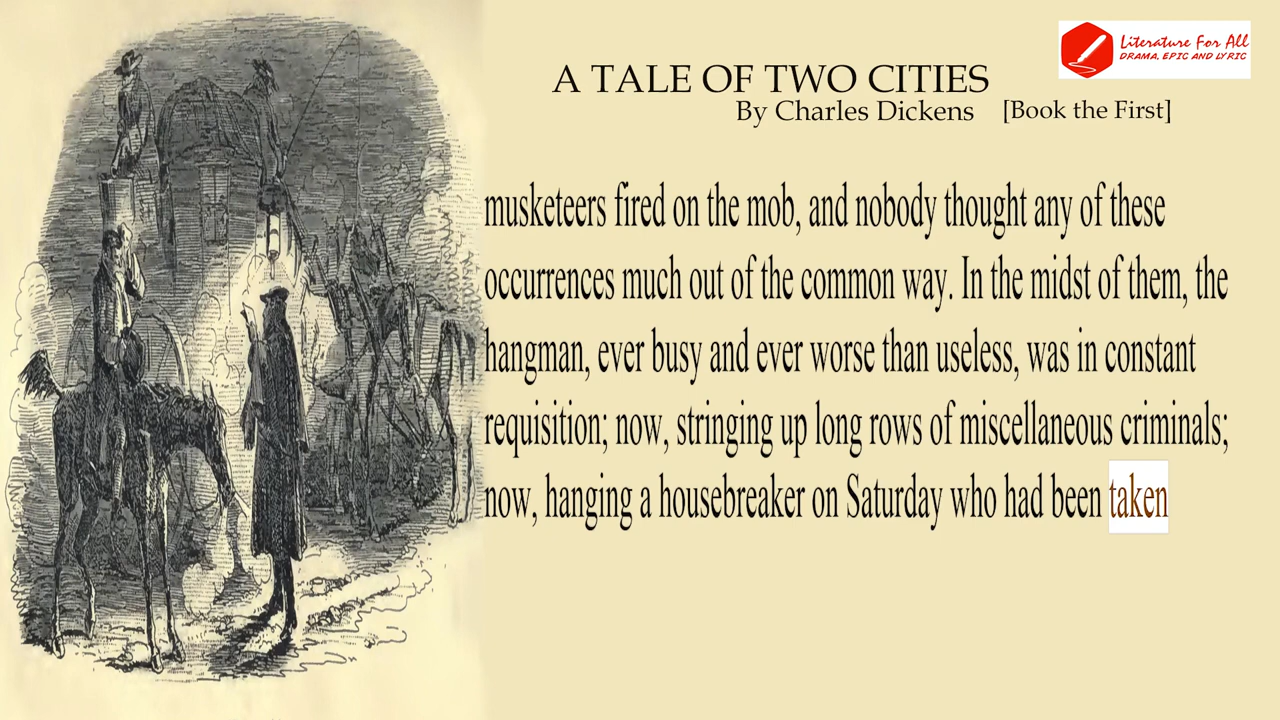 Literature For All
DRAMA, EPIC AND LYRIC
A TALE OF TWO CITIES
By Charles Dickens [Book the First]
musketeers fired on the mob, and nobody thought any of these
occurrences much out of the common way. In the midst of them, the
hangman, ever busy and ever worse than useless, was in constant
requisition; now, stringing up long rows of miscellaneous criminals;
now, hanging a housebreaker on Saturday who had been taken